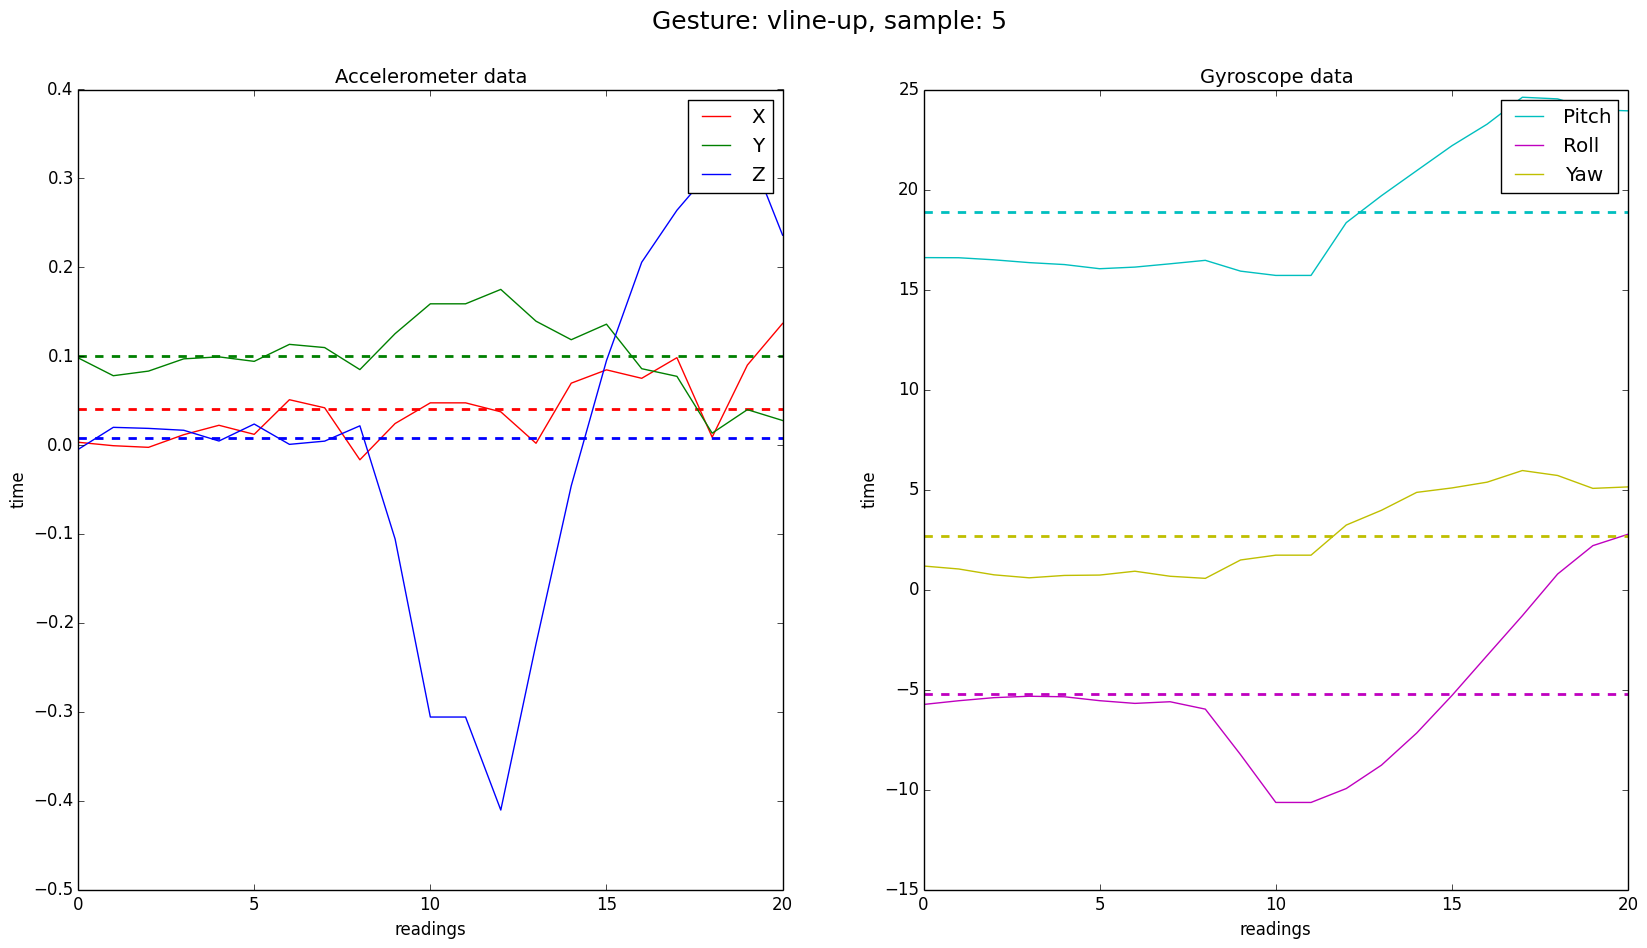 Gesture: vline-up, sample: 5
Accelerometer data
0.4
0.3
0.2
0.1
0.0
−0.1
−0.2
−0.3
−0.4
−0.5
time
0
5
10
15
20
readings
X
Y
Z
Gyroscope data
25
20
15
10
5
0
−5
−10
−15
time
0
5
10
15
20
readings
Pitch
Roll
Yaw